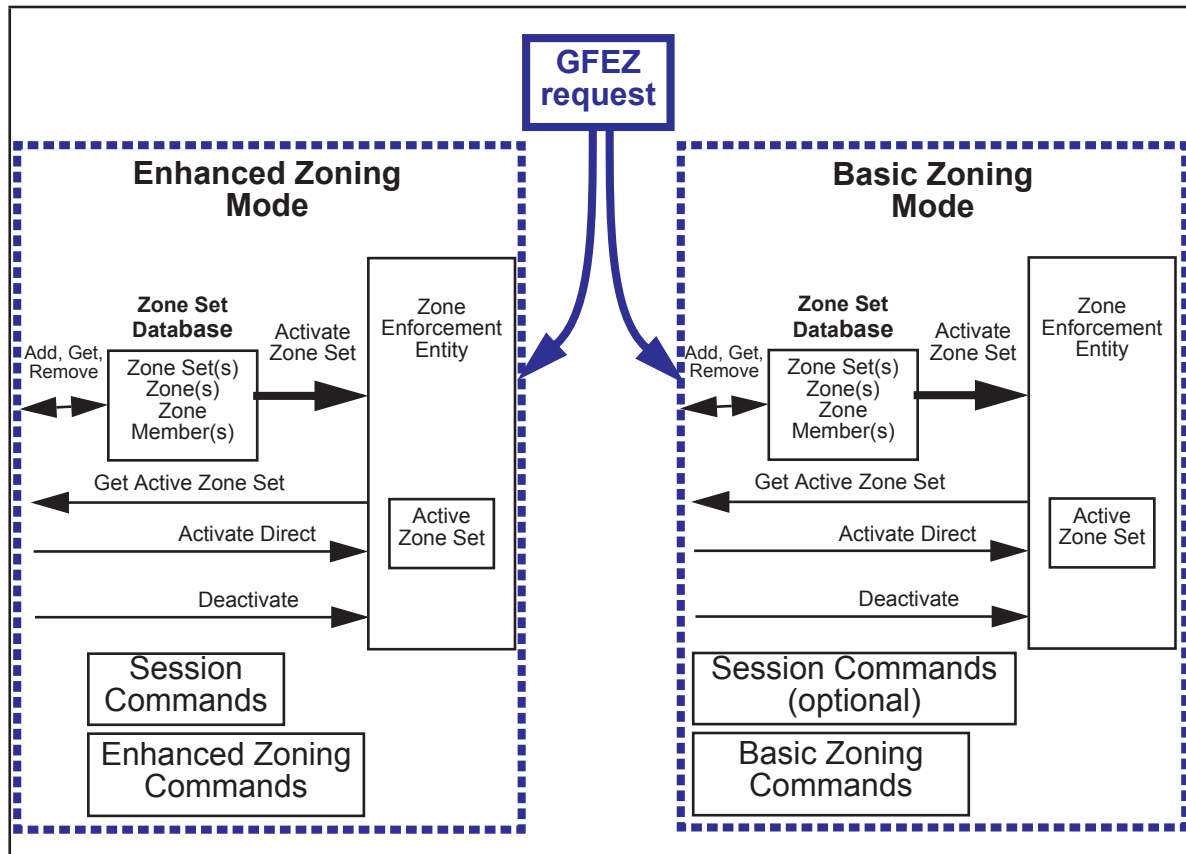 GFEZ
request
Enhanced Zoning
Mode
Zone Set
Database
Activate
Zone Set
Zone
Enforcement
Entity
Add, Get,
Remove
Zone Set(s)
Zone(s)
Zone
Member(s)
Get Active Zone Set
Active
Zone Set
Activate Direct
Deactivate
Session
Commands
Enhanced Zoning
Commands
Basic Zoning
Mode
Zone Set
Database
Activate
Zone Set
Zone
Enforcement
Entity
Add, Get,
Remove
Zone Set(s)
Zone(s)
Zone
Member(s)
Get Active Zone Set
Active
Zone Set
Activate Direct
Deactivate
Session Commands
(optional)
Basic Zoning
Commands